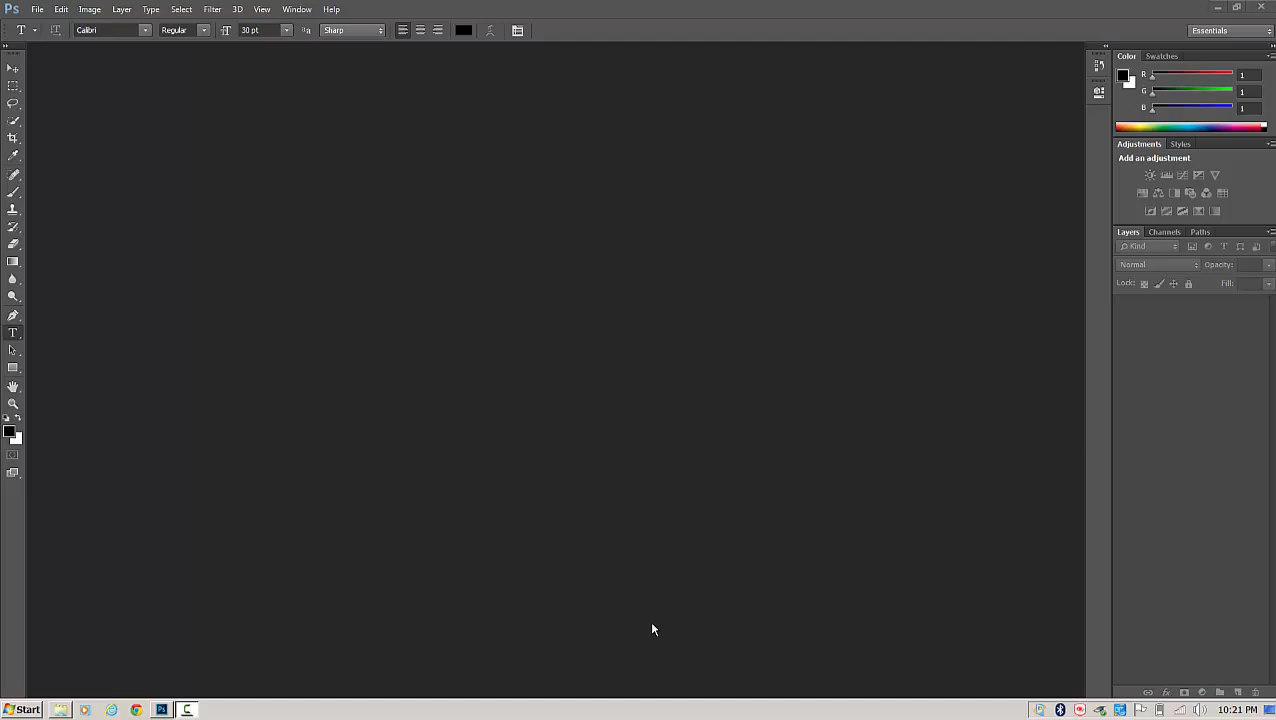 Ps File Edit Image Layer Type Select Filter 3D View Window Help
T Calibri Regular 30 pt Sharp Essentials
Color Swatches
R 1
G 1
B 1
Adjustments Styles
Add an adjustment
Layers Channels Paths
Kind
Normal Opacity:
Lock: Fill:
T
Start Ps 10:21 PM